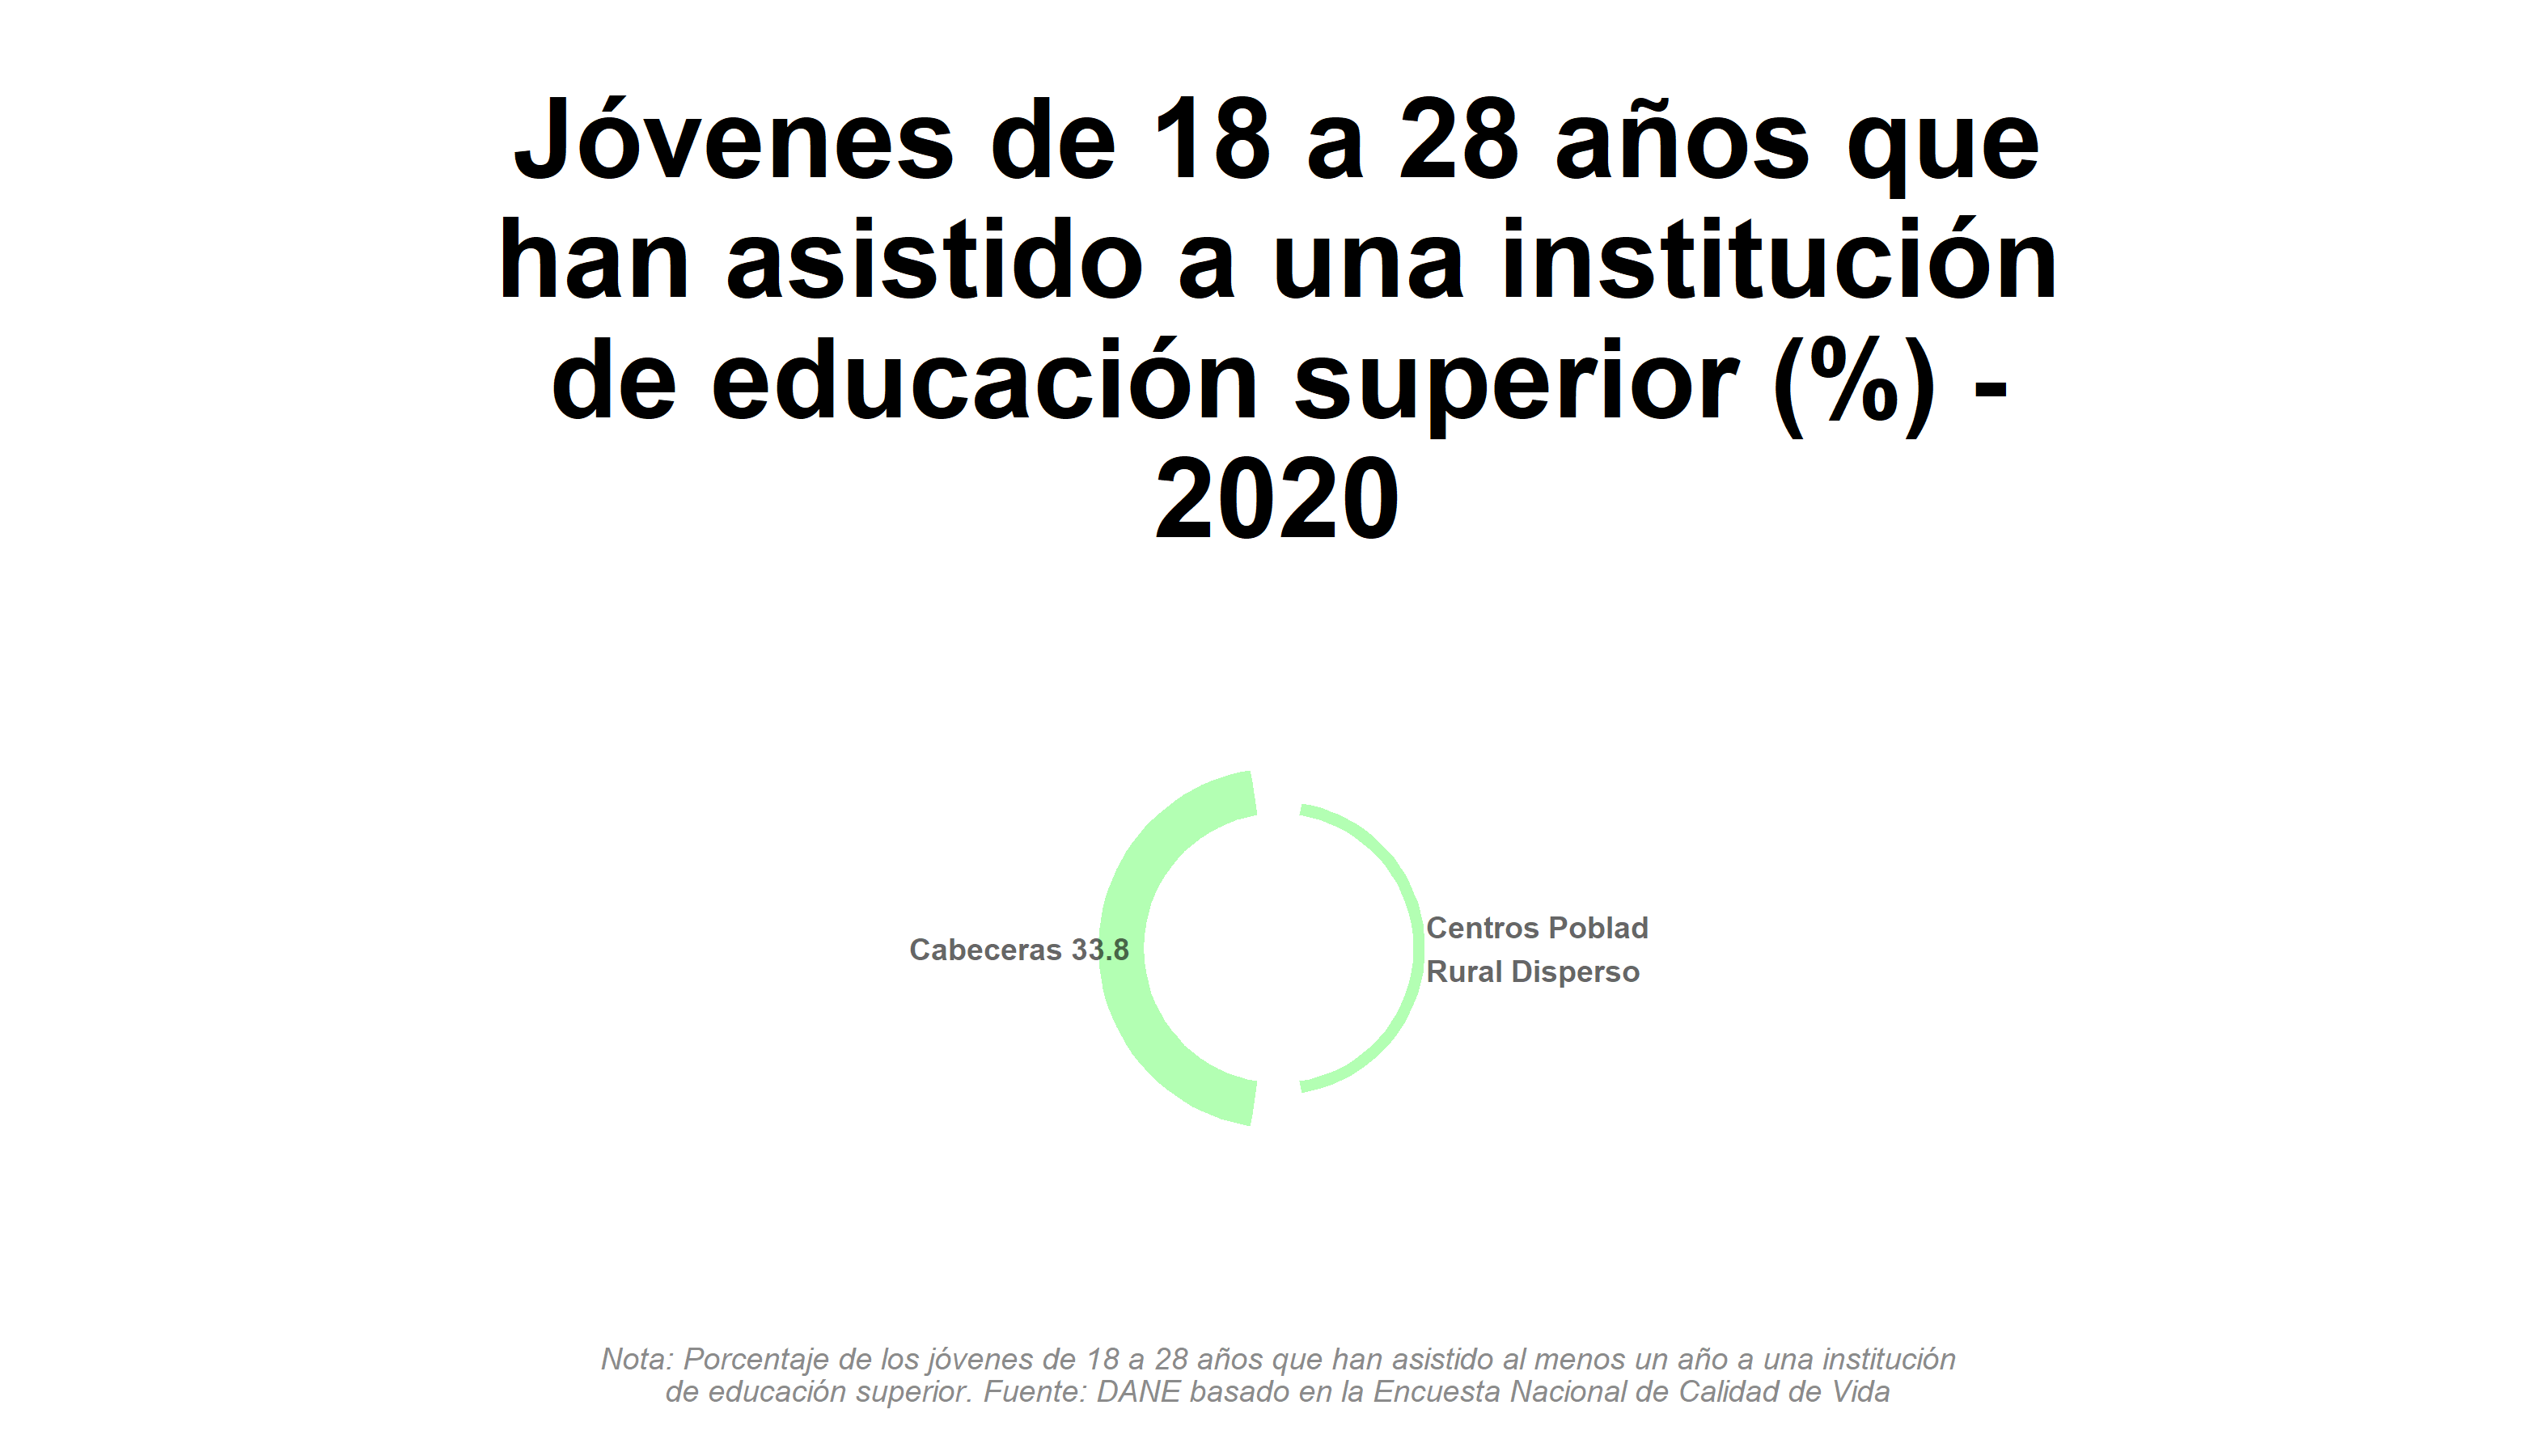 Jóvenes de 18 a 28 años que
han asistido a una institución
de educación superior (%) -
2020
Cabeceras 33.8
Centros Poblad
Rural Disperso
Nota: Porcentaje de los jóvenes de 18 a 28 años que han asistido al menos un año a una institución
de educación superior. Fuente: DANE basado en la Encuesta Nacional de Calidad de Vida